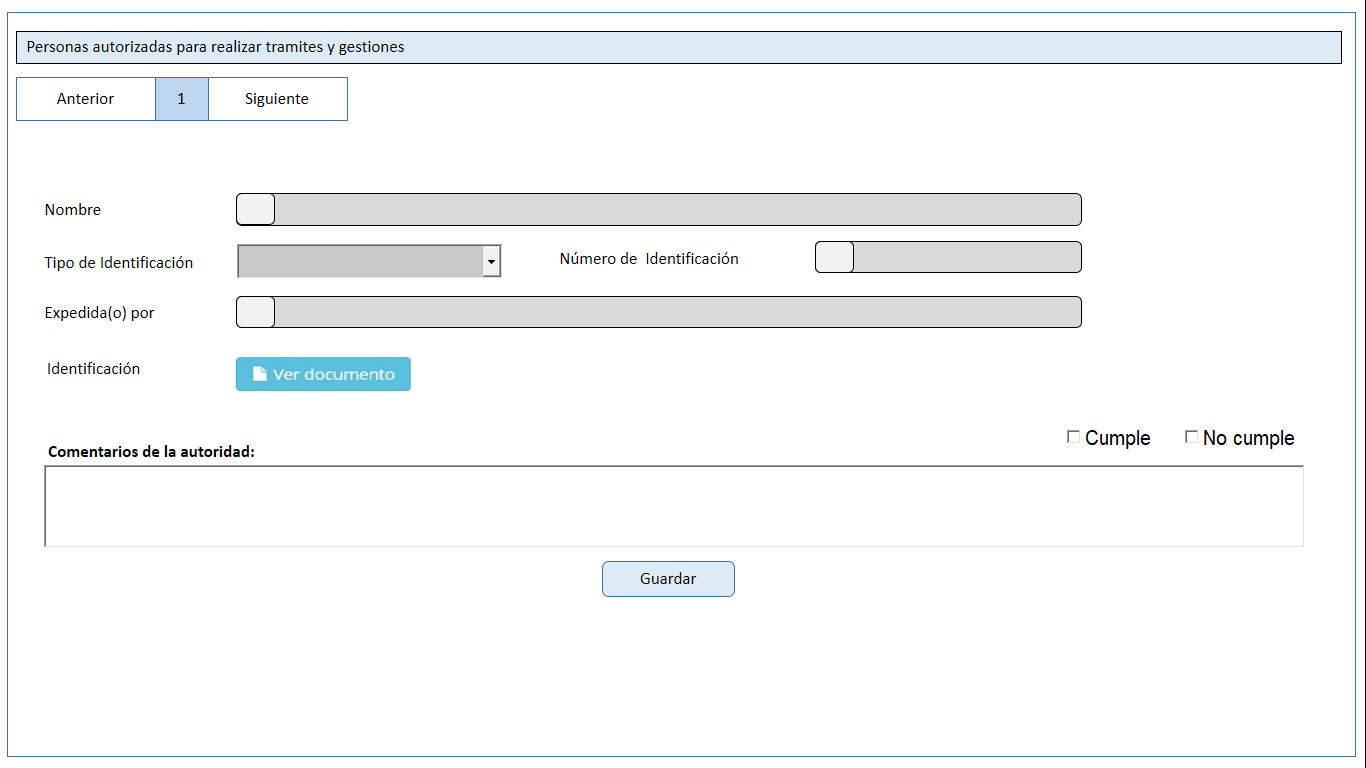 Personas autorizadas para realizar tramites y gestiones
Anterior 1 Siguiente
Nombre
Tipo de Identificación Número de Identificación
Expedida(o) por
Identificación Ver documento
Cumple No cumple
Comentarios de la autoridad:
Guardar